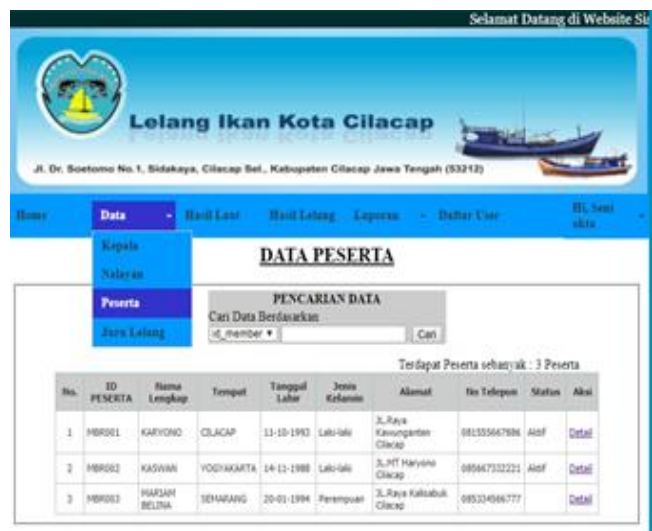 Selamat Datang di Website Si
Lelang Ikan Kota Cilacap
Jl. Dr. Soetomo No.1, Sidakaya, Cilacap Sel., Kabupaten Cilacap Jawa Tengah (53212)
Home Data Hasil Laut Hasil Lelang Laporan Daftar User Hi, Seni
Kepala
Nelayan
Peserta
Juru Lelang
DATA PESERTA
PENCARIAN DATA
Cari Data Berdasarkan
id_member Cari
Terdapat Peserta sebanyak : 3 Peserta
No. ID PESERTA Nama Lengkap Tempat Tanggal Lahir Jenis Kelamin Alamat No Telepon Status Aksi
1 MBR001 KARYONO CILACAP 13-10-1993 Laki-laki JL.Raya Kawunganten Cilacap Aktif Detail
2 MBR002 KASWAN YOGYAKARTA 14-11-1988 Laki-laki JL.MT Haryono Cilacap 085667332221 Aktif Detail
3 MBR003 MARIAM BELINA SEMARANG 20-01-1994 Perempuan JL.Raya Kalisabuk Cilacap 085334566777 Detail